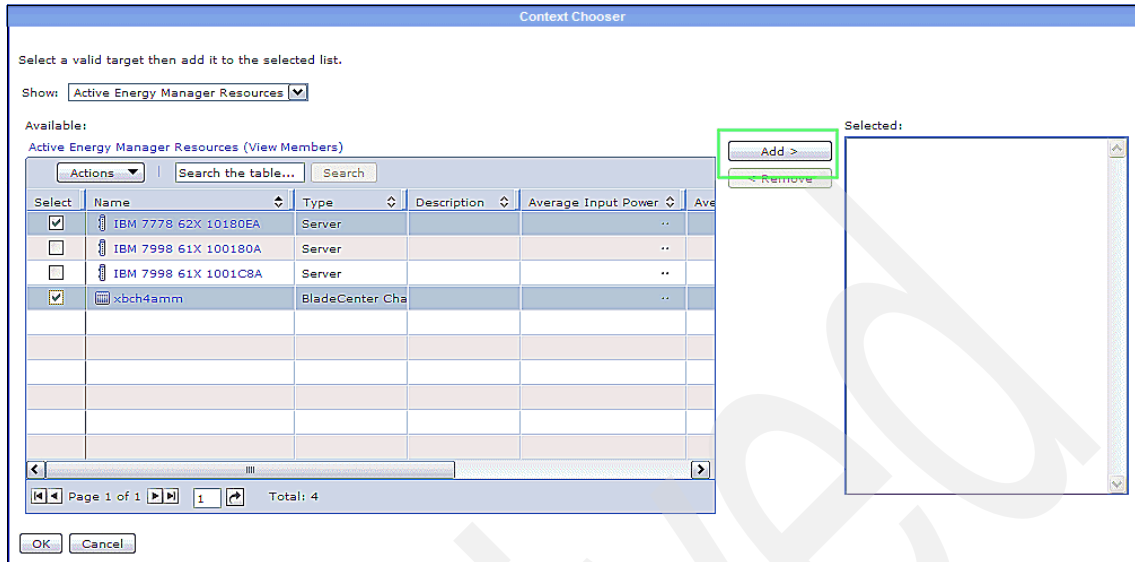 Context Chooser
Select a valid target then add it to the selected list.
Show: Active Energy Manager Resources
Available:
Selected:
Active Energy Manager Resources (View Members)
Add >
Actions | Search the table... Search
< Remove
Select Name Type Description Average Input Power Ave
IBM 7778 62X 10180EA Server --
IBM 7998 61X 100180A Server --
IBM 7998 61X 1001C8A Server --
xbch4amm BladeCenter Cha --
Page 1 of 1 1 Total: 4
OK Cancel